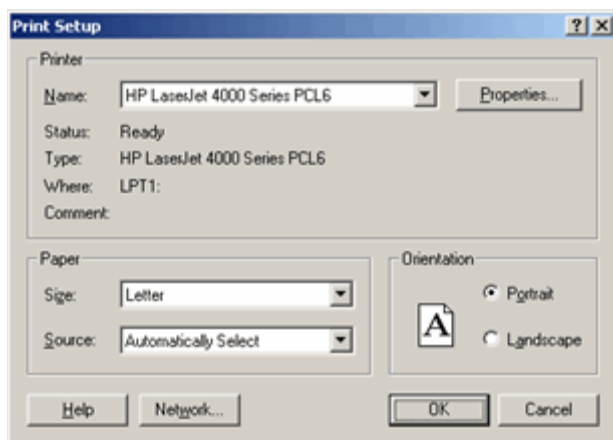 Print Setup
Printer
Name: HP LaserJet 4000 Series PCL6 Properties...
Status: Ready
Type: HP LaserJet 4000 Series PCL6
Where: LPT1:
Comment:
Paper
Size: Letter
Source: Automatically Select
Orientation
A
Portrait
Landscape
Help Network... OK Cancel